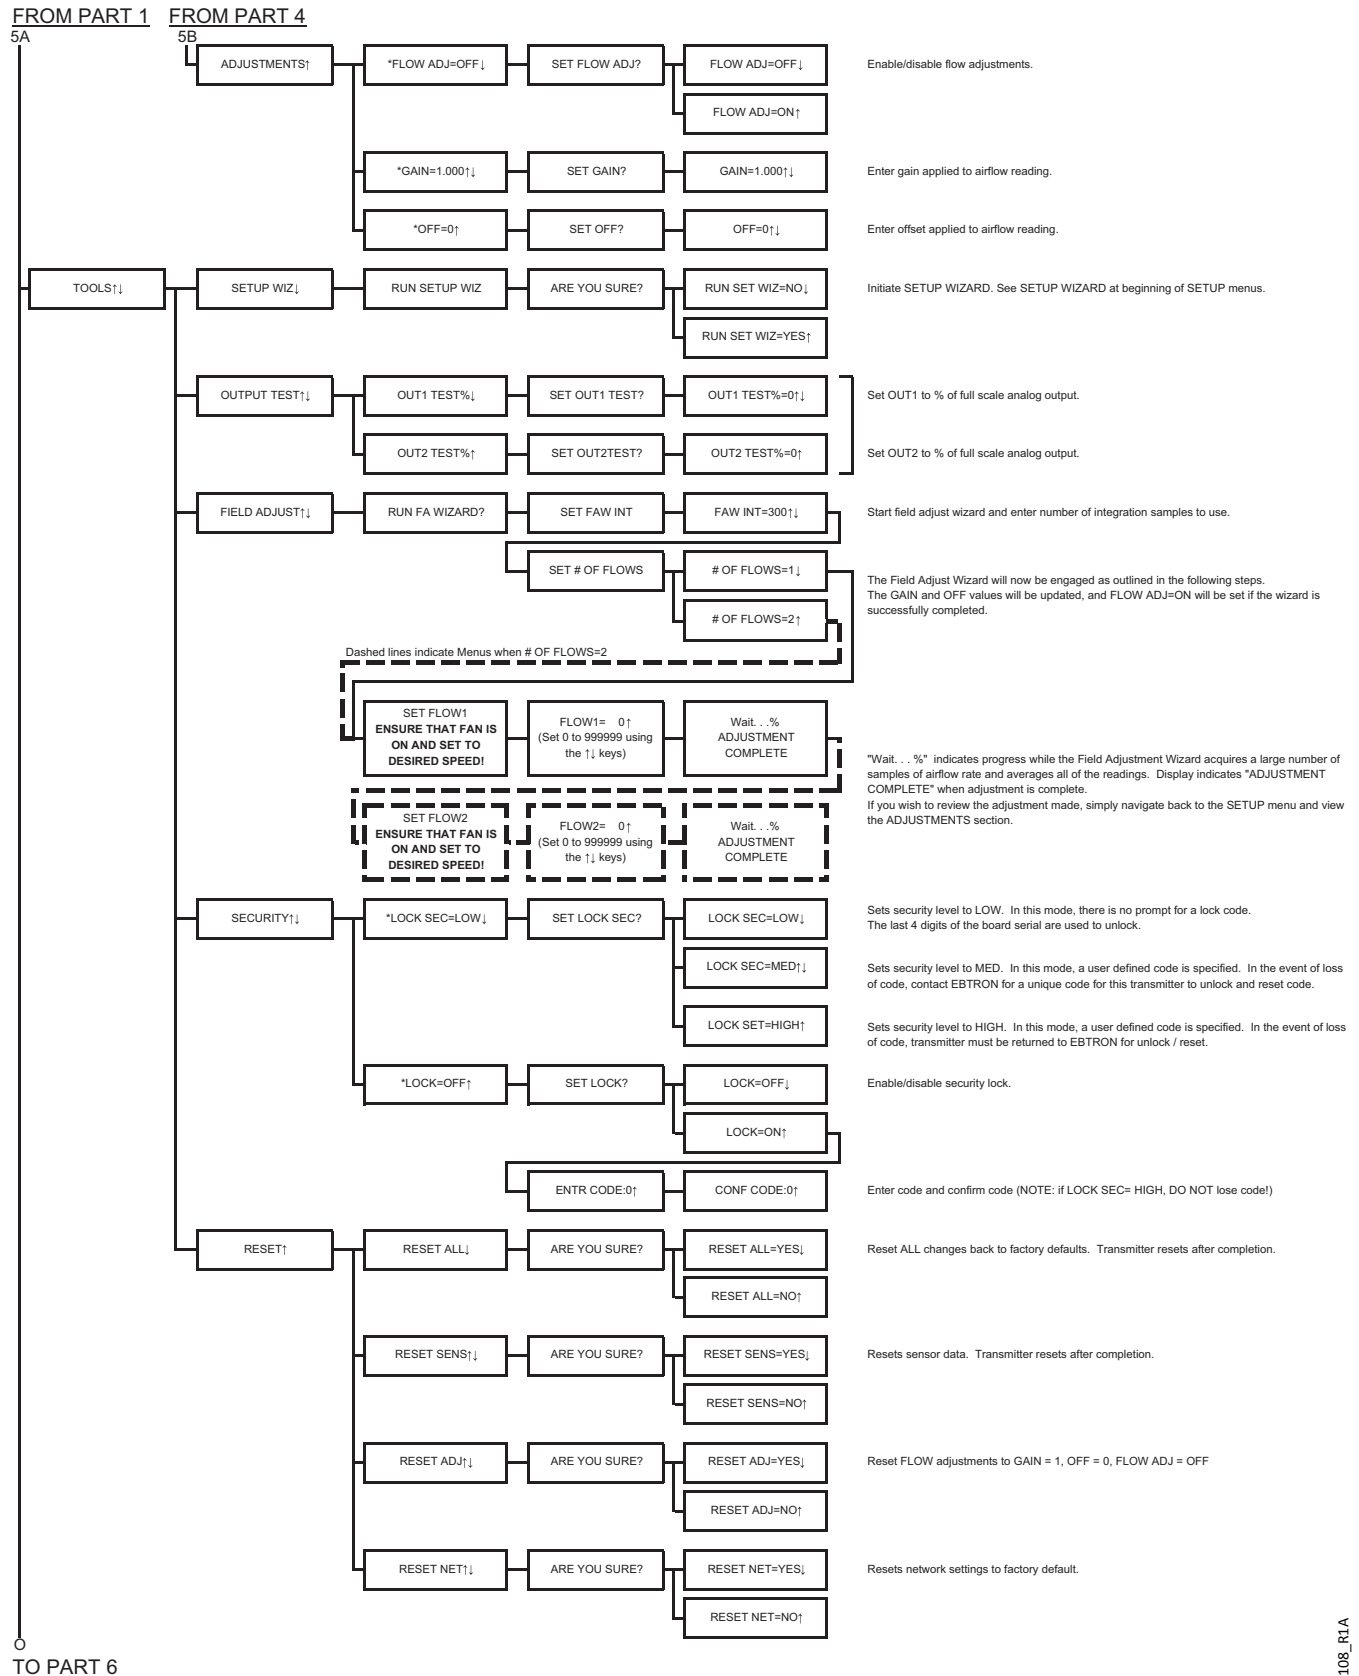 FROM PART 1 FROM PART 4
5A 5B
ADJUSTMENTS↑ *FLOW ADJ=OFF↓ SET FLOW ADJ? FLOW ADJ=OFF↓ Enable/disable flow adjustments.
FLOW ADJ=ON↑
*GAIN=1.000↑↓ SET GAIN? GAIN=1.000↑↓ Enter gain applied to airflow reading.
*OFF=0↑ SET OFF? OFF=0↑↓ Enter offset applied to airflow reading.
TOOLS↑↓ SETUP WIZ↓ RUN SETUP WIZ ARE YOU SURE? RUN SET WIZ=NO↓ Initiate SETUP WIZARD. See SETUP WIZARD at beginning of SETUP menus.
RUN SET WIZ=YES↑
OUTPUT TEST↑↓ OUT1 TEST%↓ SET OUT1 TEST? OUT1 TEST%=0↑↓ Set OUT1 to % of full scale analog output.
OUT2 TEST%↑ SET OUT2TEST? OUT2 TEST%=0↑ Set OUT2 to % of full scale analog output.
FIELD ADJUST↑↓ RUN FA WIZARD? SET FAW INT FAW INT=300↑↓ Start field adjust wizard and enter number of integration samples to use.
SET # OF FLOWS # OF FLOWS=1↓
# OF FLOWS=2↑
The Field Adjust Wizard will now be engaged as outlined in the following steps.
The GAIN and OFF values will be updated, and FLOW ADJ=ON will be set if the wizard is
successfully completed.
Dashed lines indicate Menus when # OF FLOWS=2
SET FLOW1
ENSURE THAT FAN IS
ON AND SET TO
DESIRED SPEED!
FLOW1= 0↑
(Set 0 to 999999 using
the ↑↓ keys)
Wait. . .%
ADJUSTMENT
COMPLETE
"Wait. . . %" indicates progress while the Field Adjustment Wizard acquires a large number of
samples of airflow rate and averages all of the readings. Display indicates "ADJUSTMENT
COMPLETE" when adjustment is complete.
If you wish to review the adjustment made, simply navigate back to the SETUP menu and view
the ADJUSTMENTS section.
SET FLOW2
ENSURE THAT FAN IS
ON AND SET TO
DESIRED SPEED!
FLOW2= 0↑
(Set 0 to 999999 using
the ↑↓ keys)
Wait. . .%
ADJUSTMENT
COMPLETE
SECURITY↑↓ *LOCK SEC=LOW↓ SET LOCK SEC? LOCK SEC=LOW↓
Sets security level to LOW. In this mode, there is no prompt for a lock code.
The last 4 digits of the board serial are used to unlock.
LOCK SEC=MED↑↓
Sets security level to MED. In this mode, a user defined code is specified. In the event of loss
of code, contact EBTRON for a unique code for this transmitter to unlock and reset code.
LOCK SET=HIGH↑
Sets security level to HIGH. In this mode, a user defined code is specified. In the event of loss
of code, transmitter must be returned to EBTRON for unlock / reset.
*LOCK=OFF↑ SET LOCK? LOCK=OFF↓ Enable/disable security lock.
LOCK=ON↑
ENTR CODE:0↑ CONF CODE:0↑ Enter code and confirm code (NOTE: if LOCK SEC= HIGH, DO NOT lose code!)
RESET↑ RESET ALL↓ ARE YOU SURE? RESET ALL=YES↓ Reset ALL changes back to factory defaults. Transmitter resets after completion.
RESET ALL=NO↑
RESET SENS↑↓ ARE YOU SURE? RESET SENS=YES↓ Resets sensor data. Transmitter resets after completion.
RESET SENS=NO↑
RESET ADJ↑↓ ARE YOU SURE? RESET ADJ=YES↓ Reset FLOW adjustments to GAIN = 1, OFF = 0, FLOW ADJ = OFF
RESET ADJ=NO↑
RESET NET↑↓ ARE YOU SURE? RESET NET=YES↓ Resets network settings to factory default.
RESET NET=NO↑
O
TO PART 6
108_R1A